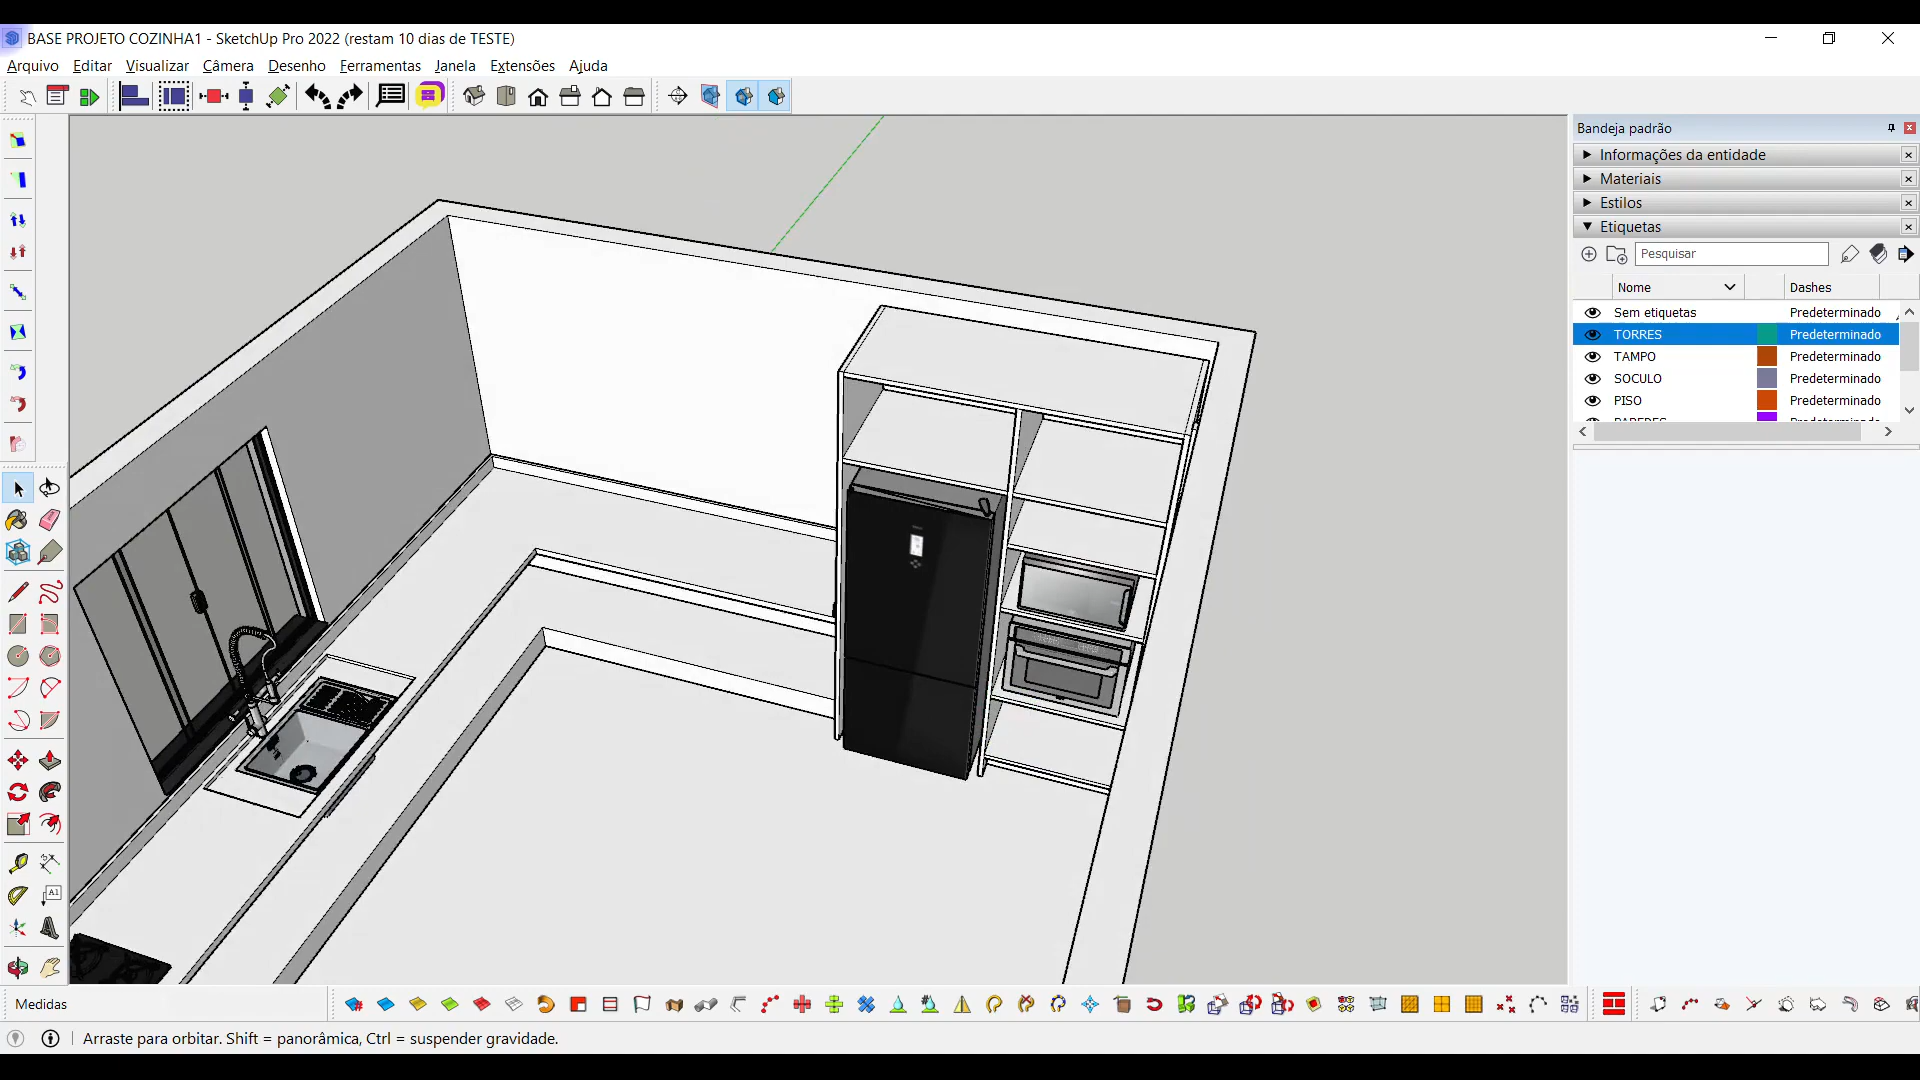 BASE PROJETO COZINHA1 - SketchUp Pro 2022 (restam 10 dias de TESTE)
Arquivo Editar Visualizar Câmera Desenho Ferramentas Janela Extensões Ajuda
Bandeja padrão
Informações da entidade
Materiais
Estilos
Etiquetas
Pesquisar
Nome Dashes
Sem etiquetas Predeterminado
TORRES Predeterminado
TAMPO Predeterminado
SOCULO Predeterminado
PISO Predeterminado
A1
Medidas
Arraste para orbitar. Shift = panorâmica, Ctrl = suspender gravidade.